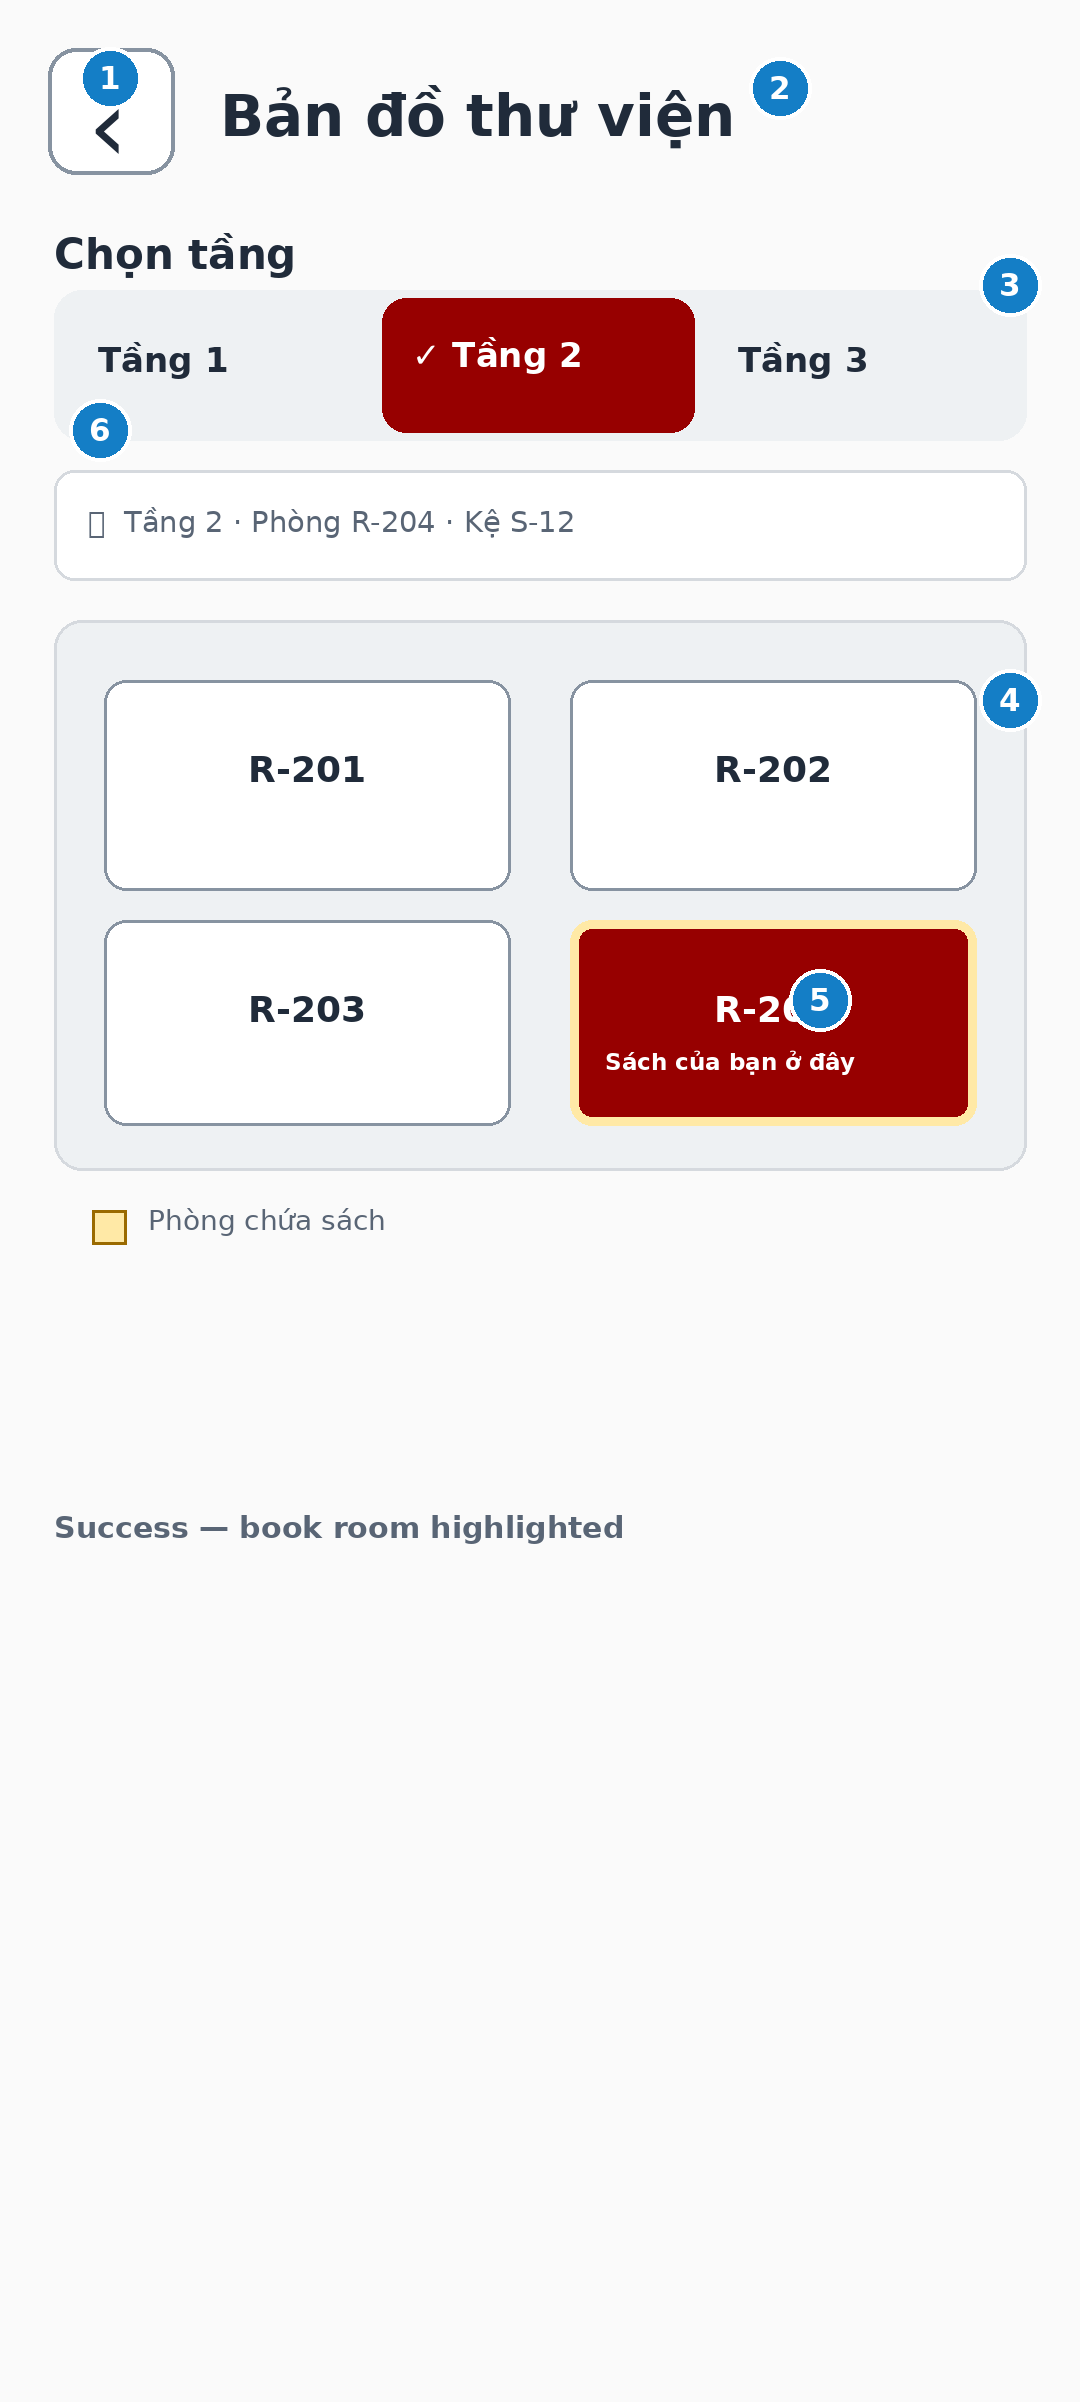 1
<
Bản đồ thư viện
2
Chọn tầng
3
Tầng 1
✓ Tầng 2
Tầng 3
6
Tầng 2 · Phòng R-204 · Kệ S-12
4
R-201
R-202
R-203
5
Sách của bạn ở đây
Phòng chứa sách
Success — book room highlighted